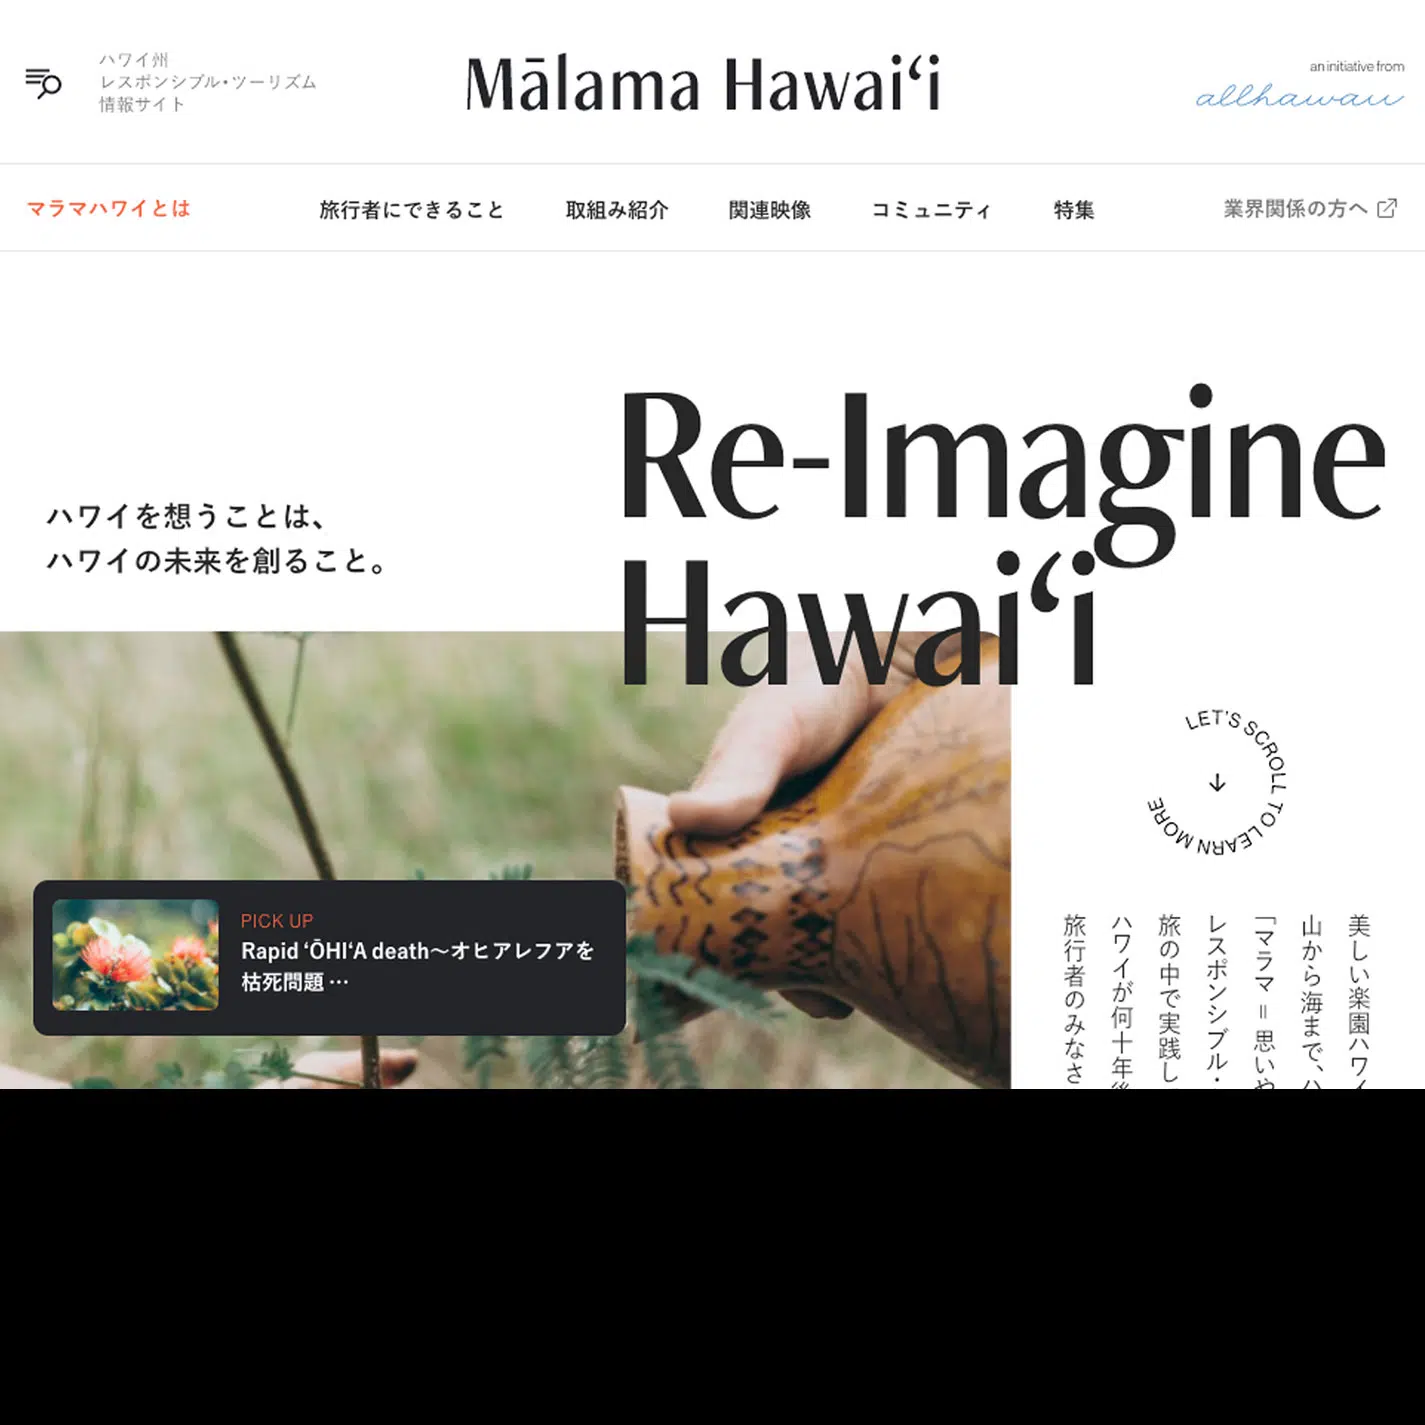 ハワイ州
レスポンシブル・ツーリズム
情報サイト
Mālama Hawaiʻi
an initiative from
allhawaii
マラマハワイとは
旅行者にできること
取組み紹介
関連映像
コミュニティ
特集
業界関係の方へ
Re-Imagine
Hawaiʻi
ハワイを想うことは、
ハワイの未来を創ること。
LET'S SCROLL TO LEARN MORE
PICK UP
Rapid ʻŌHIʻA death〜オヒアレフアを
枯死問題 …
美しい楽園ハワイ
山から海まで、ハ
「マラマ = 思いや
レスポンシブル・
旅の中で実践し
ハワイが何十年後
旅行者のみなさ